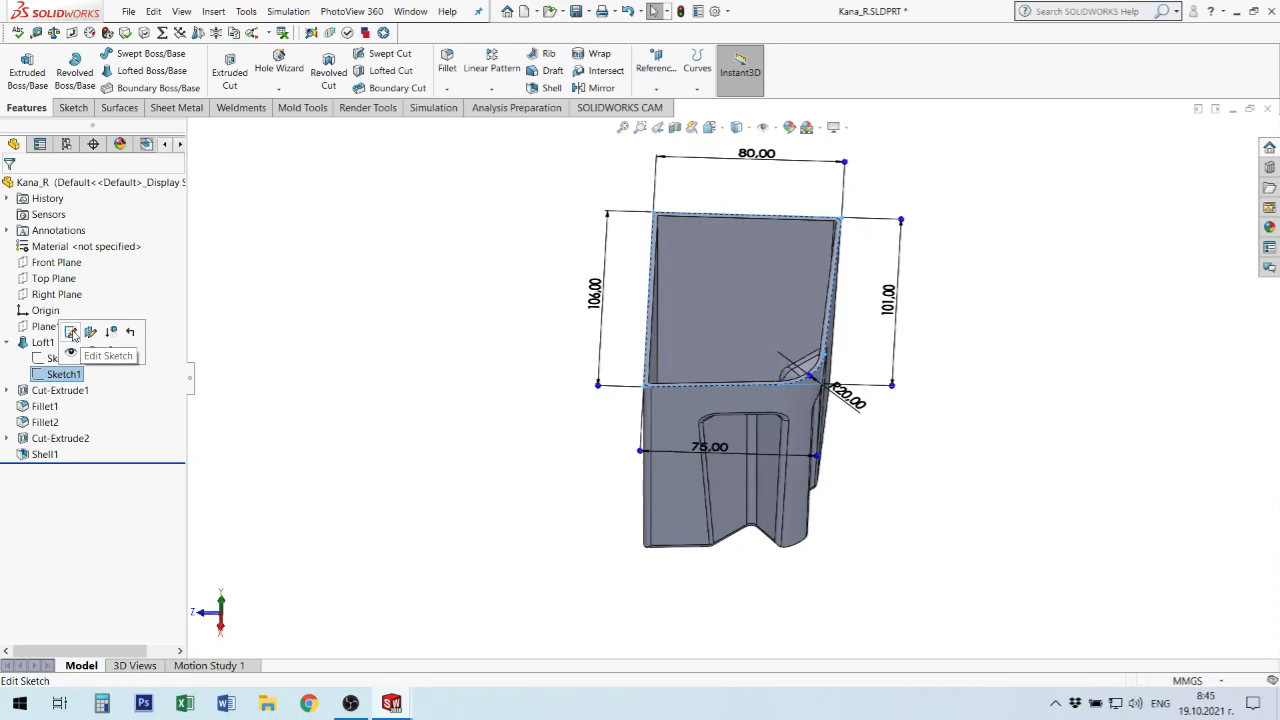 SOLIDWORKS
File Edit View Insert Tools Simulation PhotoView 360 Window Help
Kana_R.SLDPRT *
Search SOLIDWORKS Help
Extruded Boss/Base
Revolved Boss/Base
Swept Boss/Base
Lofted Boss/Base
Boundary Boss/Base
Extruded Cut
Hole Wizard
Revolved Cut
Swept Cut
Lofted Cut
Boundary Cut
Fillet
Linear Pattern
Rib
Draft
Shell
Wrap
Intersect
Mirror
Referenc...
Curves
Instant3D
Features Sketch Surfaces Sheet Metal Weldments Mold Tools Render Tools Simulation Analysis Preparation SOLIDWORKS CAM
Kana_R (Default<<Default>_Display S
History
Sensors
Annotations
Material <not specified>
Front Plane
Top Plane
Right Plane
Origin
Plane
Loft1
Sk
Edit Sketch
Sketch1
Cut-Extrude1
Fillet1
Fillet2
Cut-Extrude2
Shell1
80,00
106,00
101,00
R20,00
75,00
Y
Z
X
Model 3D Views Motion Study 1
Edit Sketch
MMGS
8:45
ENG
19.10.2021 г.